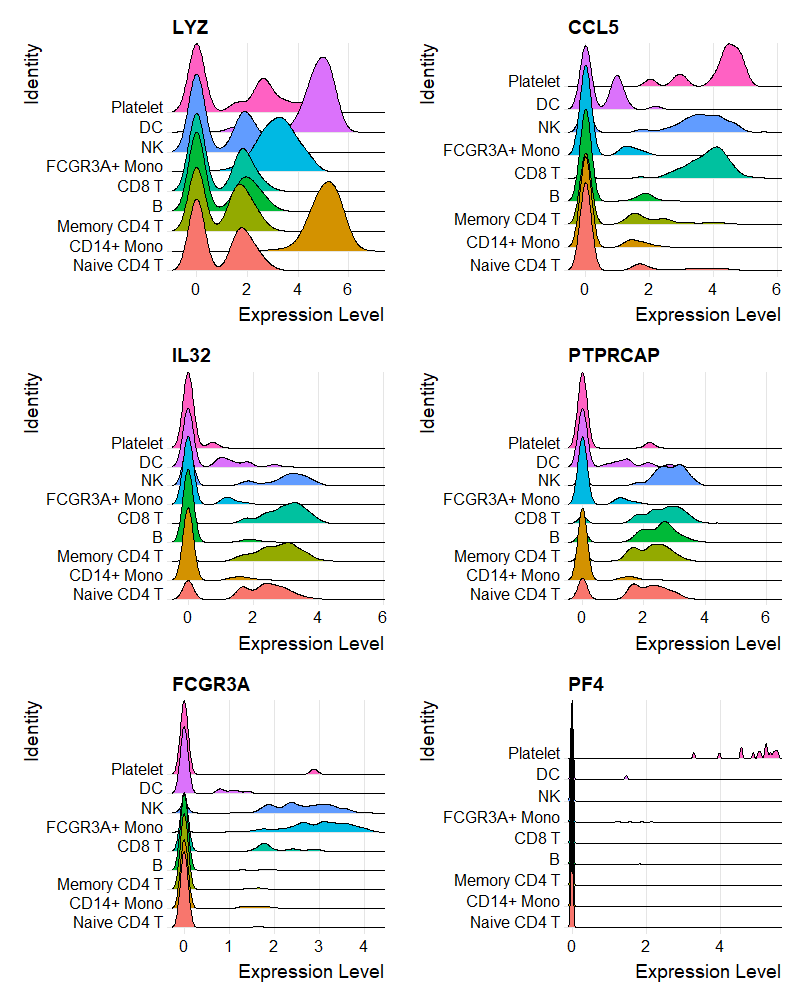 LYZ
Identity
Platelet
DC
NK
FCGR3A+ Mono
CD8 T
B
Memory CD4 T
CD14+ Mono
Naive CD4 T
0 2 4 6
Expression Level
CCL5
Identity
Platelet
DC
NK
FCGR3A+ Mono
CD8 T
B
Memory CD4 T
CD14+ Mono
Naive CD4 T
0 2 4 6
Expression Level
IL32
Identity
Platelet
DC
NK
FCGR3A+ Mono
CD8 T
B
Memory CD4 T
CD14+ Mono
Naive CD4 T
0 2 4 6
Expression Level
PTPRCAP
Identity
Platelet
DC
NK
FCGR3A+ Mono
CD8 T
B
Memory CD4 T
CD14+ Mono
Naive CD4 T
0 2 4 6
Expression Level
FCGR3A
Identity
Platelet
DC
NK
FCGR3A+ Mono
CD8 T
B
Memory CD4 T
CD14+ Mono
Naive CD4 T
0 1 2 3 4
Expression Level
PF4
Identity
Platelet
DC
NK
FCGR3A+ Mono
CD8 T
B
Memory CD4 T
CD14+ Mono
Naive CD4 T
0 2 4
Expression Level